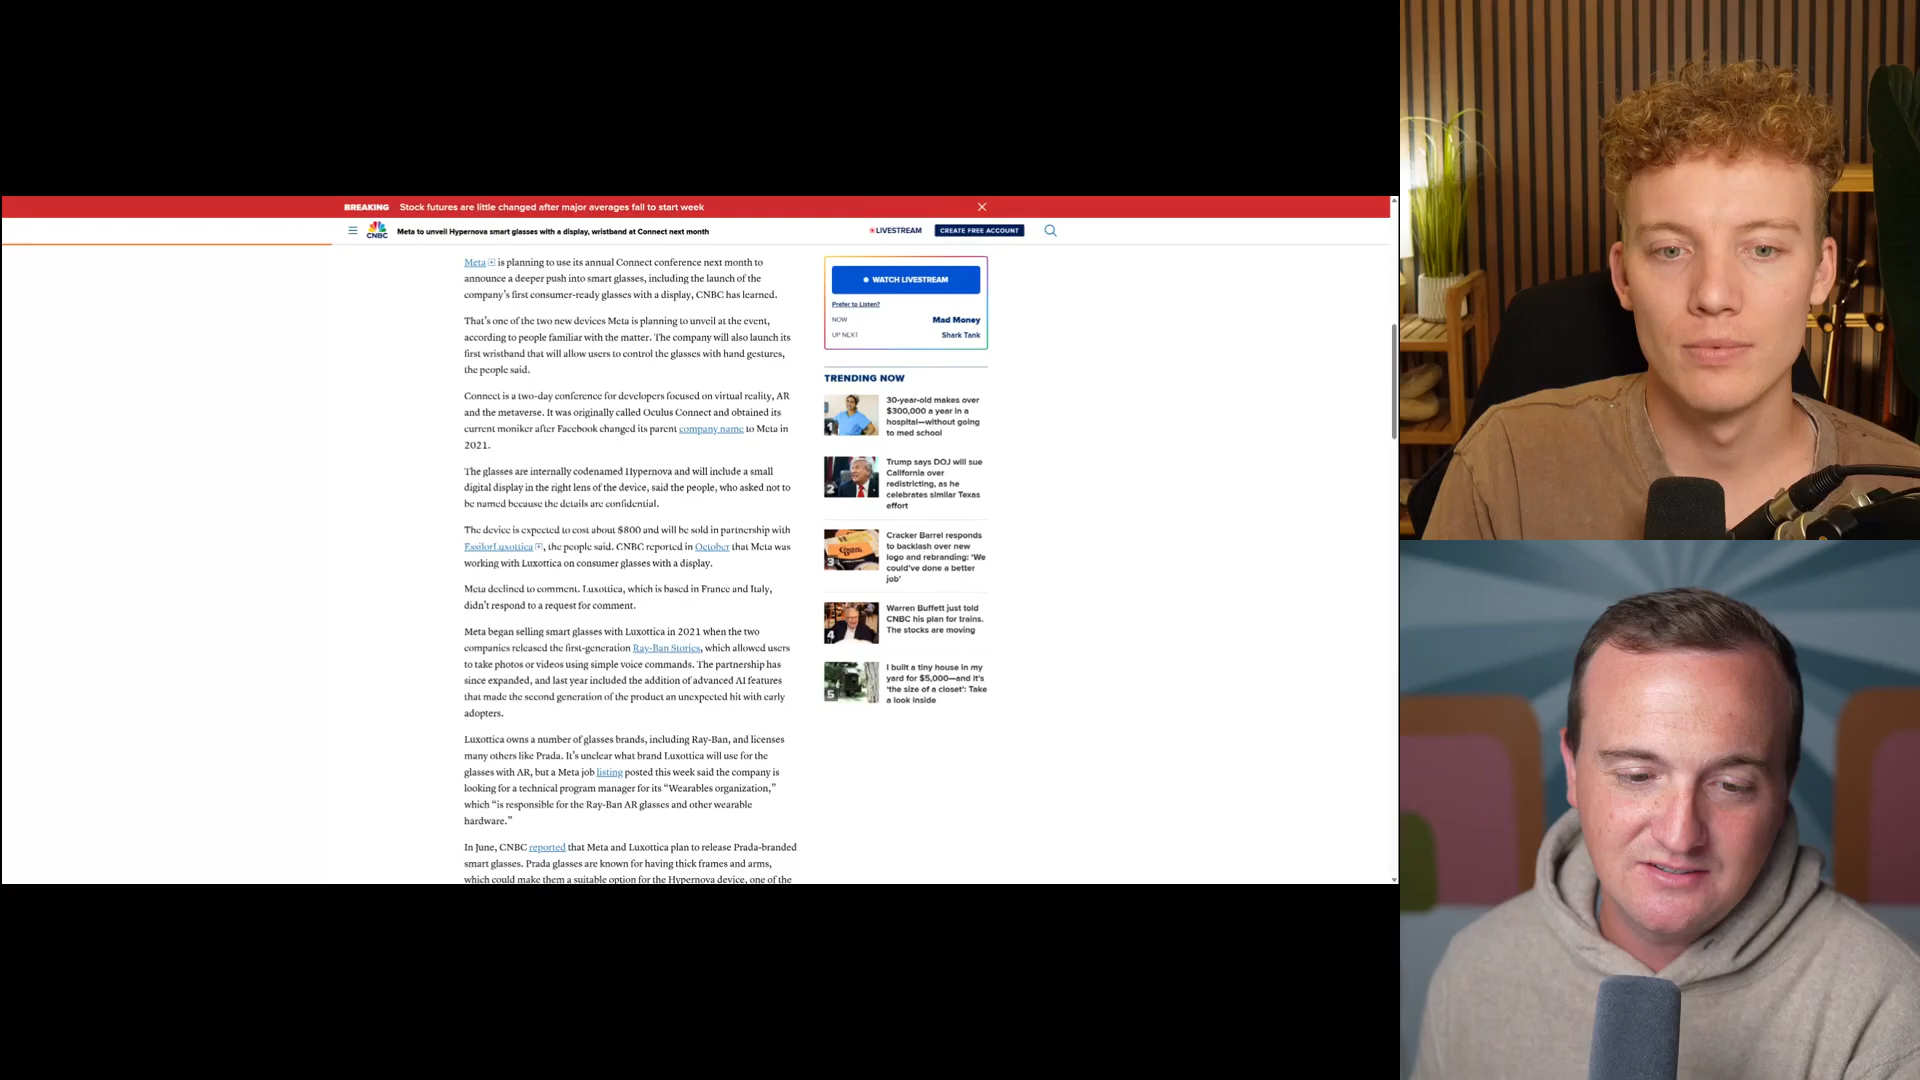 BREAKING Stock futures are little changed after major averages fall to start week
CNBC
Meta to unveil Hypernova smart glasses with a display, wristband at Connect next month
LIVESTREAM
CREATE FREE ACCOUNT
Meta is planning to use its annual Connect conference next month to
announce a deeper push into smart glasses, including the launch of the
company's first consumer-ready glasses with a display, CNBC has learned.
That's one of the two new devices Meta is planning to unveil at the event,
according to people familiar with the matter. The company will also launch its
first wristband that will allow users to control the glasses with hand gestures,
the people said.
Connect is a two-day conference for developers focused on virtual reality, AR
and the metaverse. It was originally called Oculus Connect and obtained its
current moniker after Facebook changed its parent company name to Meta in
2021.
The glasses are internally codenamed Hypernova and will include a small
digital display in the right lens of the device, said the people, who asked not to
be named because the details are confidential.
The device is expected to cost about $800 and will be sold in partnership with
EssilorLuxottica, the people said. CNBC reported in October that Meta was
working with Luxottica on consumer glasses with a display.
Meta declined to comment. Luxottica, which is based in France and Italy,
didn't respond to a request for comment.
Meta began selling smart glasses with Luxottica in 2021 when the two
companies released the first-generation Ray-Ban Stories, which allowed users
to take photos or videos using simple voice commands. The partnership has
since expanded, and last year included the addition of advanced AI features
that made the second generation of the product an unexpected hit with early
adopters.
Luxottica owns a number of glasses brands, including Ray-Ban, and licenses
many others like Prada. It's unclear what brand Luxottica will use for the
glasses with AR, but a Meta job listing posted this week said the company is
looking for a technical program manager for its "Wearables organization,"
which "is responsible for the Ray-Ban AR glasses and other wearable
hardware."
In June, CNBC reported that Meta and Luxottica plan to release Prada-branded
smart glasses. Prada glasses are known for having thick frames and arms,
which could make them a suitable option for the Hypernova device, one of the
WATCH LIVESTREAM
Prefer to Listen?
NOW Mad Money
UP NEXT Shark Tank
TRENDING NOW
1
30-year-old makes over
$300,000 a year in a
hospital—without going
to med school
2
Trump says DOJ will sue
California over
redistricting, as he
celebrates similar Texas
effort
3
Cracker Barrel responds
to backlash over new
logo and rebranding: 'We
could've done a better
job'
4
Warren Buffett just told
CNBC his plan for trains.
The stocks are moving
5
I built a tiny house in my
yard for $5,000—and it's
'the size of a closet': Take
a look inside